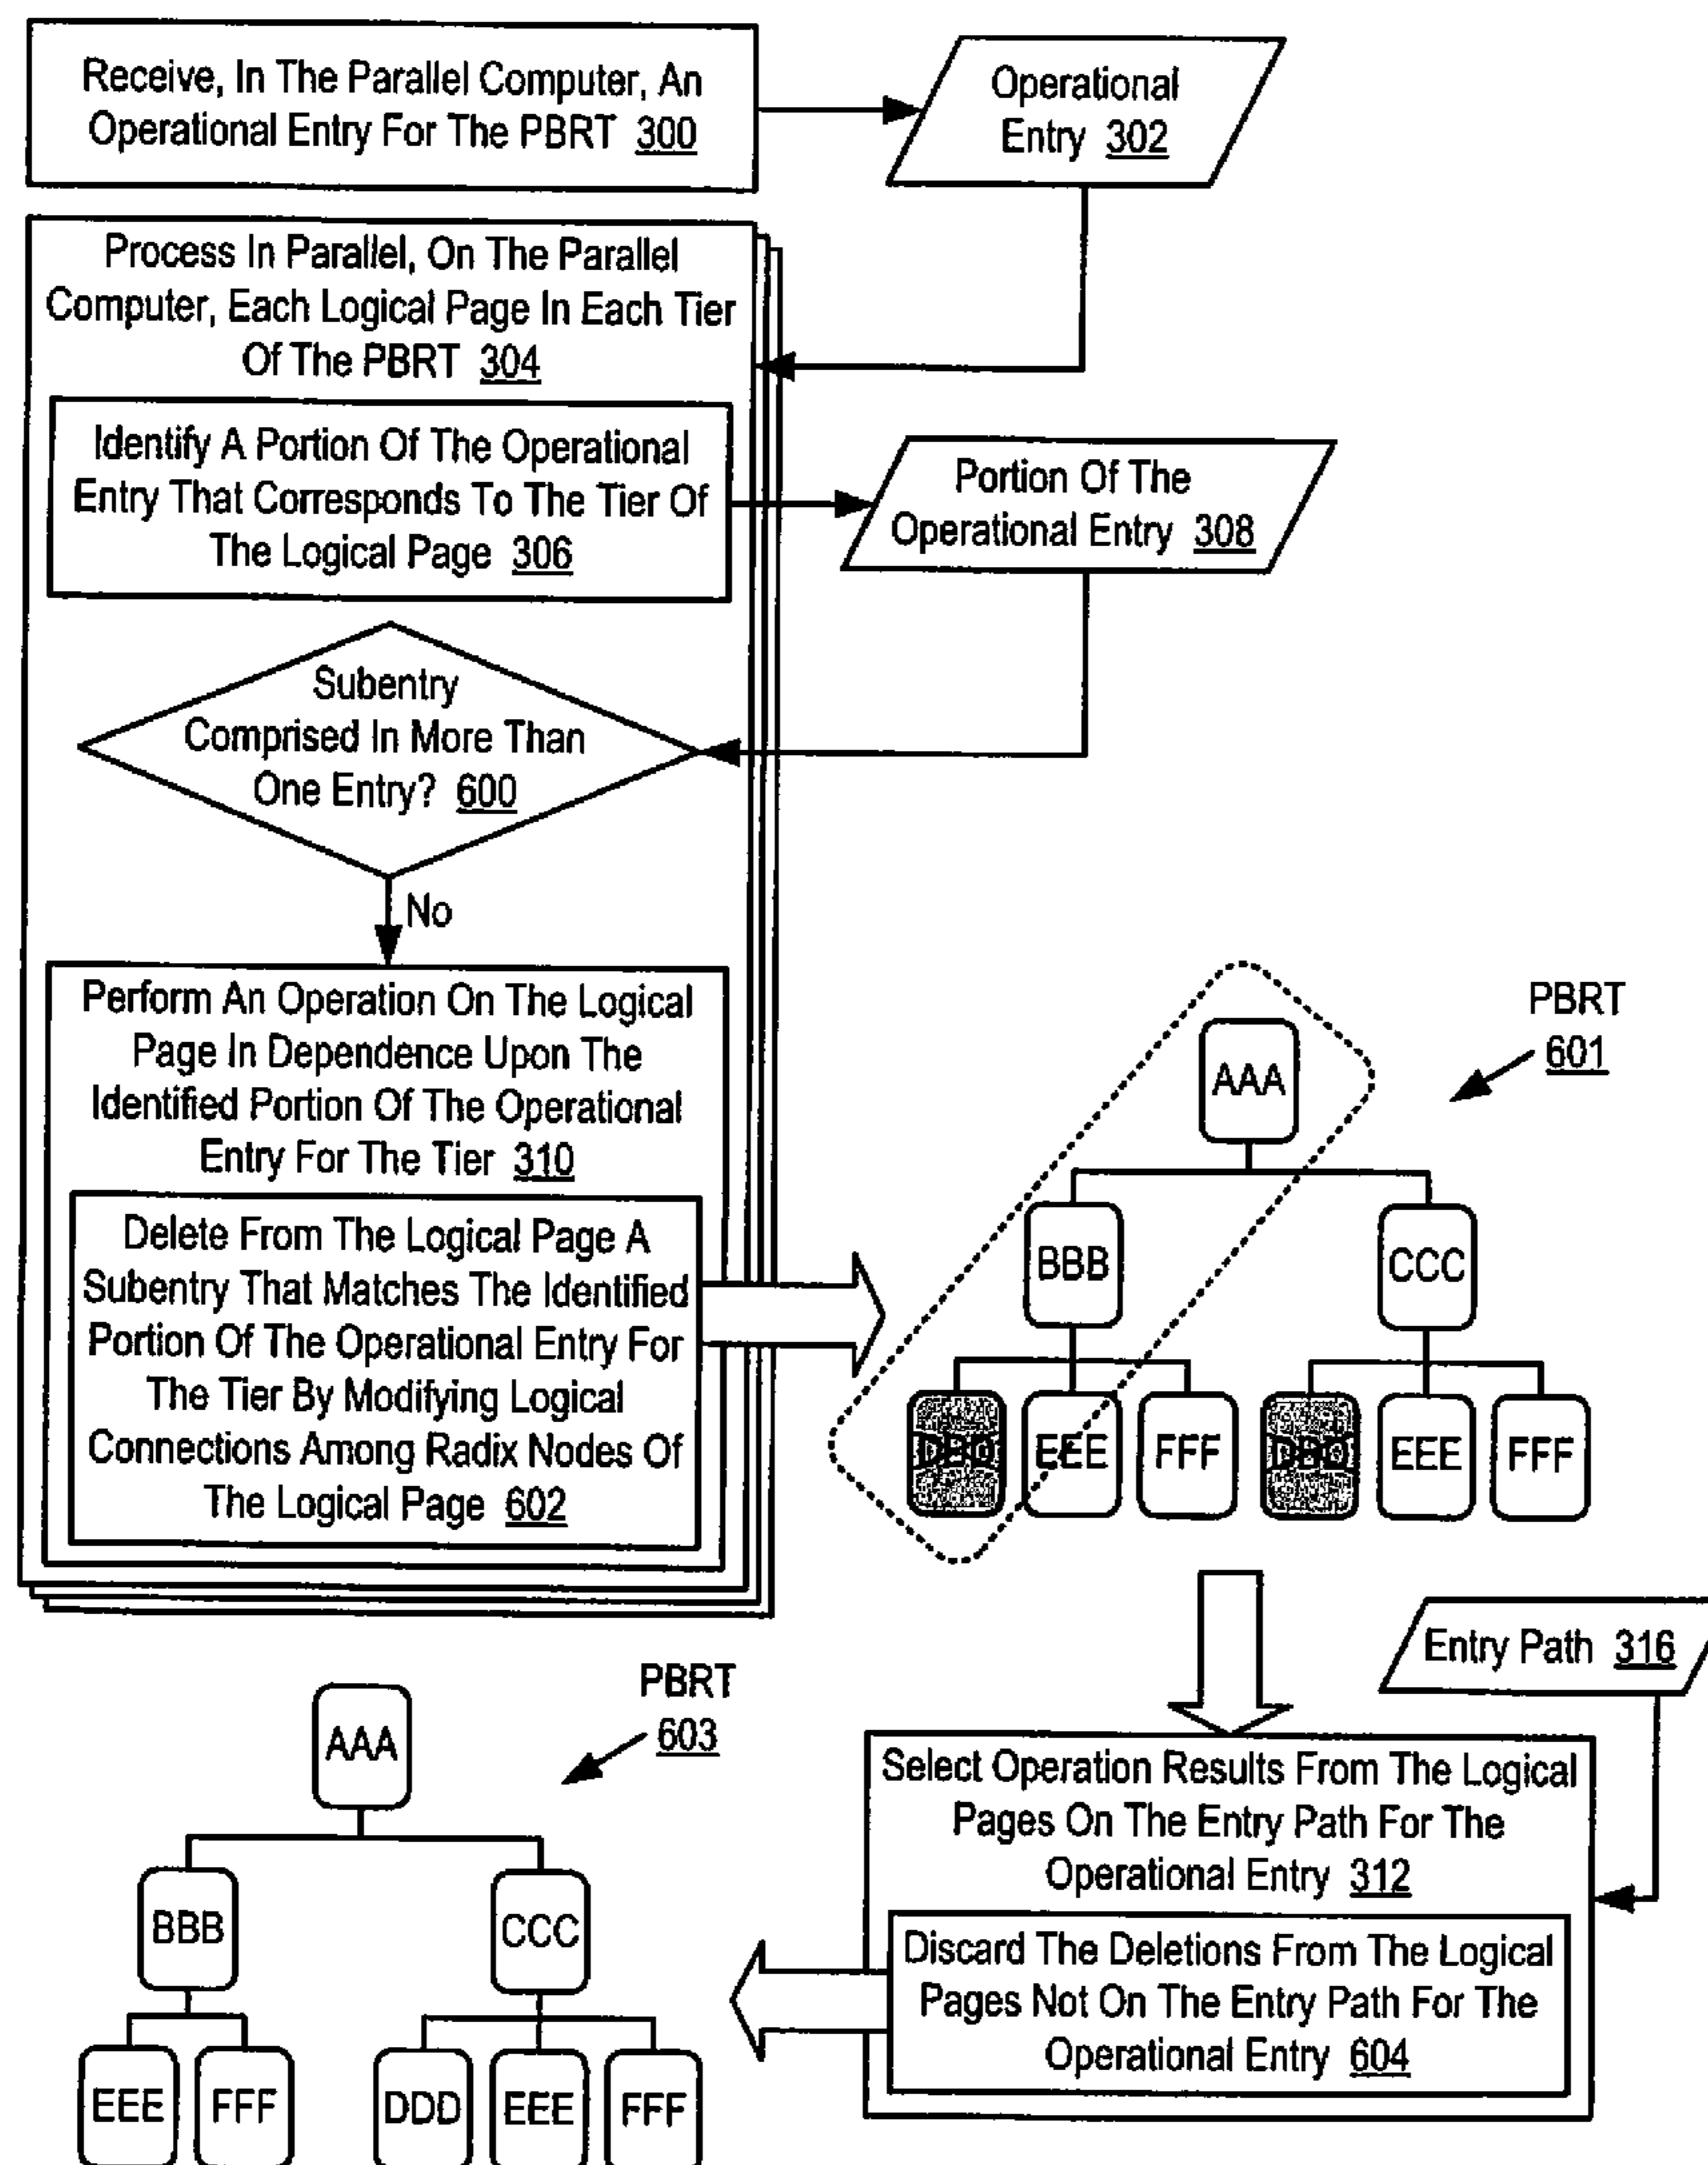 Receive, In The Parallel Computer, An
Operational Entry For The PBRT 300
Operational
Entry 302
Process In Parallel, On The Parallel
Computer, Each Logical Page In Each Tier
Of The PBRT 304
Identify A Portion Of The Operational
Entry That Corresponds To The Tier Of
The Logical Page 306
Portion Of The
Operational Entry 308
Subentry
Comprised In More Than
One Entry? 600
No
Perform An Operation On The Logical
Page In Dependence Upon The
Identified Portion Of The Operational
Entry For The Tier 310
Delete From The Logical Page A
Subentry That Matches The Identified
Portion Of The Operational Entry For
The Tier By Modifying Logical
Connections Among Radix Nodes Of
The Logical Page 602
PBRT
601
AAA
BBB
CCC
DDD
EEE
FFF
DDD
EEE
FFF
Entry Path 316
Select Operation Results From The Logical
Pages On The Entry Path For The
Operational Entry 312
Discard The Deletions From The Logical
Pages Not On The Entry Path For The
Operational Entry 604
PBRT
603
AAA
BBB
CCC
EEE
FFF
DDD
EEE
FFF